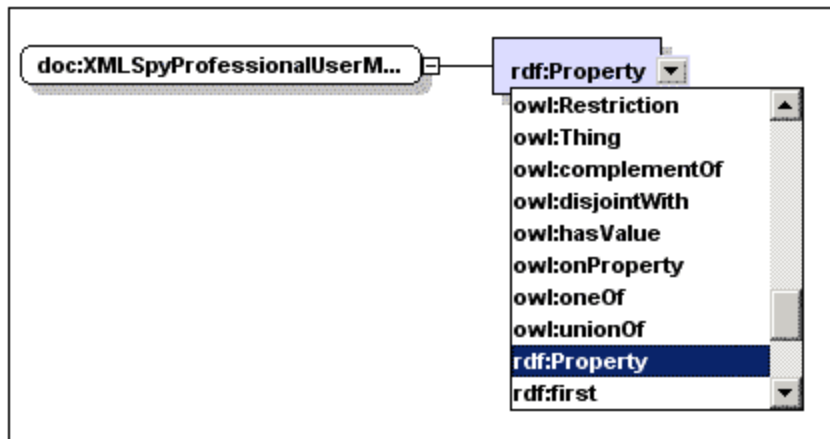 doc:XMLSpyProfessionalUserM...
rdf:Property
owl:Restriction
owl:Thing
owl:complementOf
owl:disjointWith
owl:hasValue
owl:onProperty
owl:oneOf
owl:unionOf
rdf:Property
rdf:first